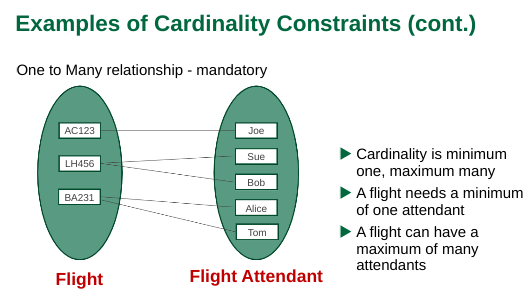 Examples of Cardinality Constraints (cont.)
One to Many relationship - mandatory
AC123
LH456
BA231
Joe
Sue
Bob
Alice
Tom
Flight
Flight Attendant
Cardinality is minimum
one, maximum many
A flight needs a minimum
of one attendant
A flight can have a
maximum of many
attendants